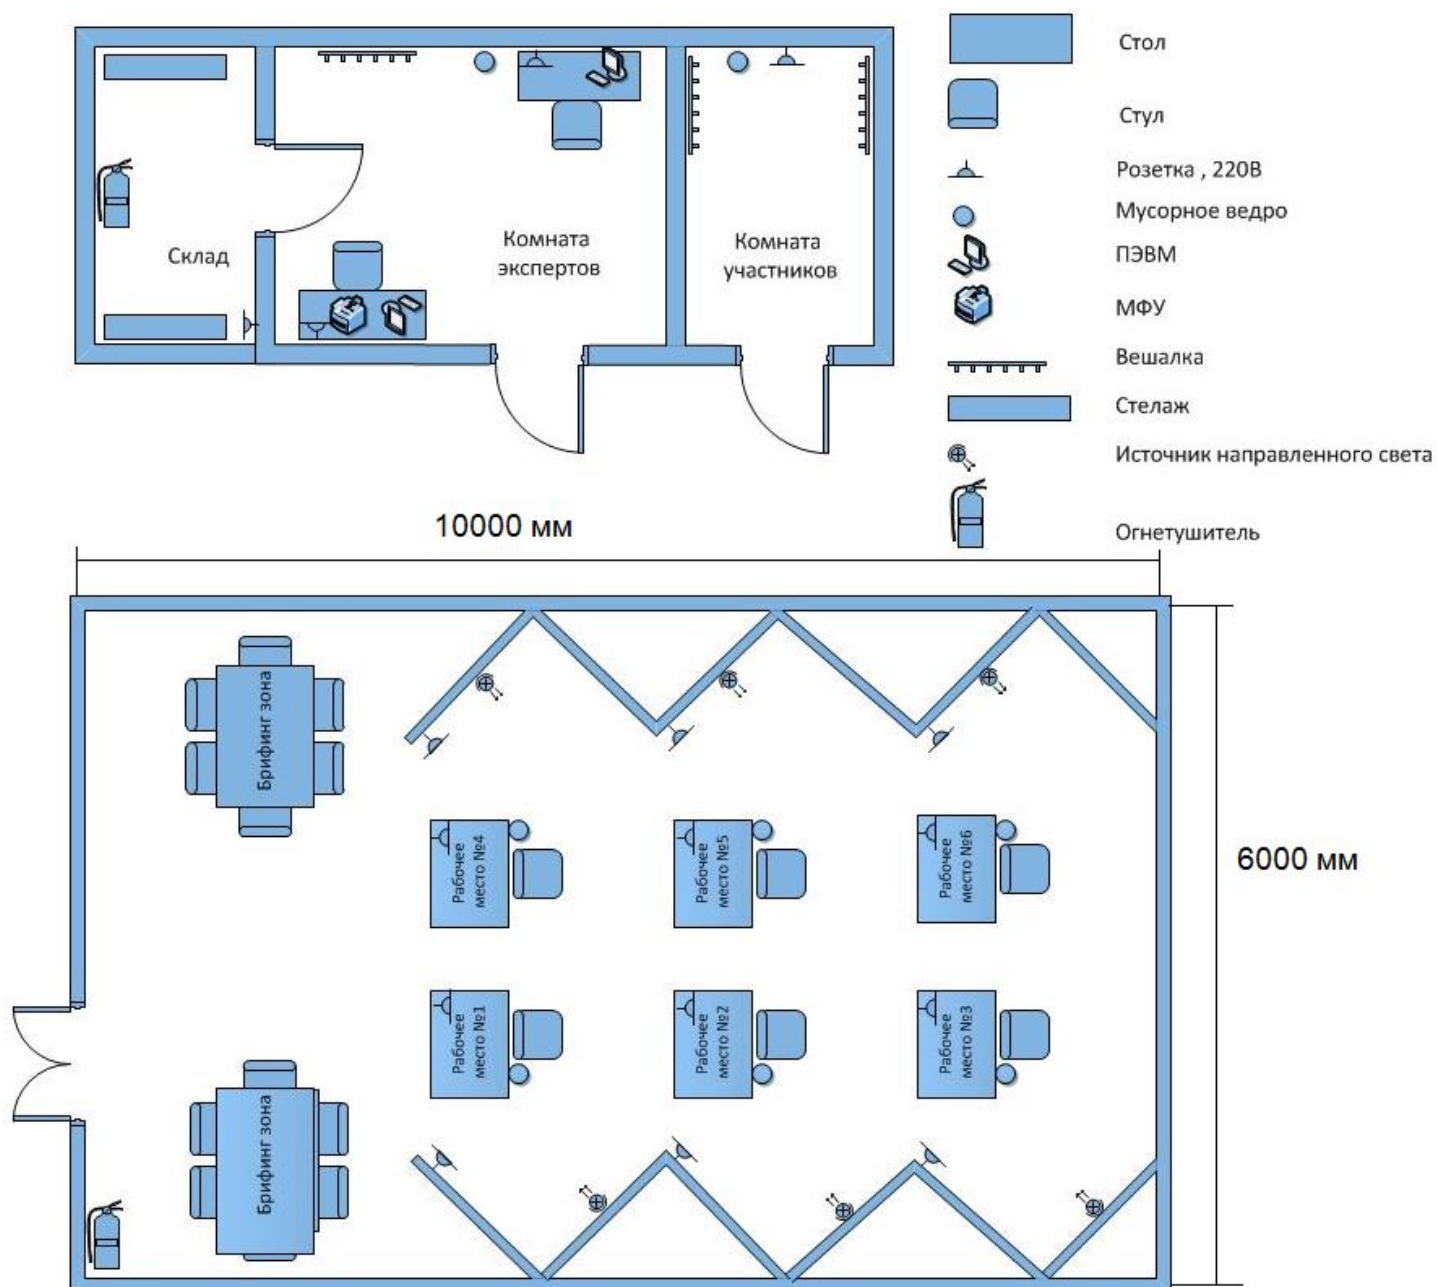 Стол
Стул
Розетка , 220В
Мусорное ведро
ПЭВМ
МФУ
Вешалка
Стелаж
Источник направленного света
Огнетушитель
Склад
Комната
экспертов
Комната
участников
10000 мм
6000 мм
Брифинг зона
Рабочее
место №4
Рабочее
место №5
Рабочее
место №6
Рабочее
место №1
Рабочее
место №2
Рабочее
место №3
Брифинг зона